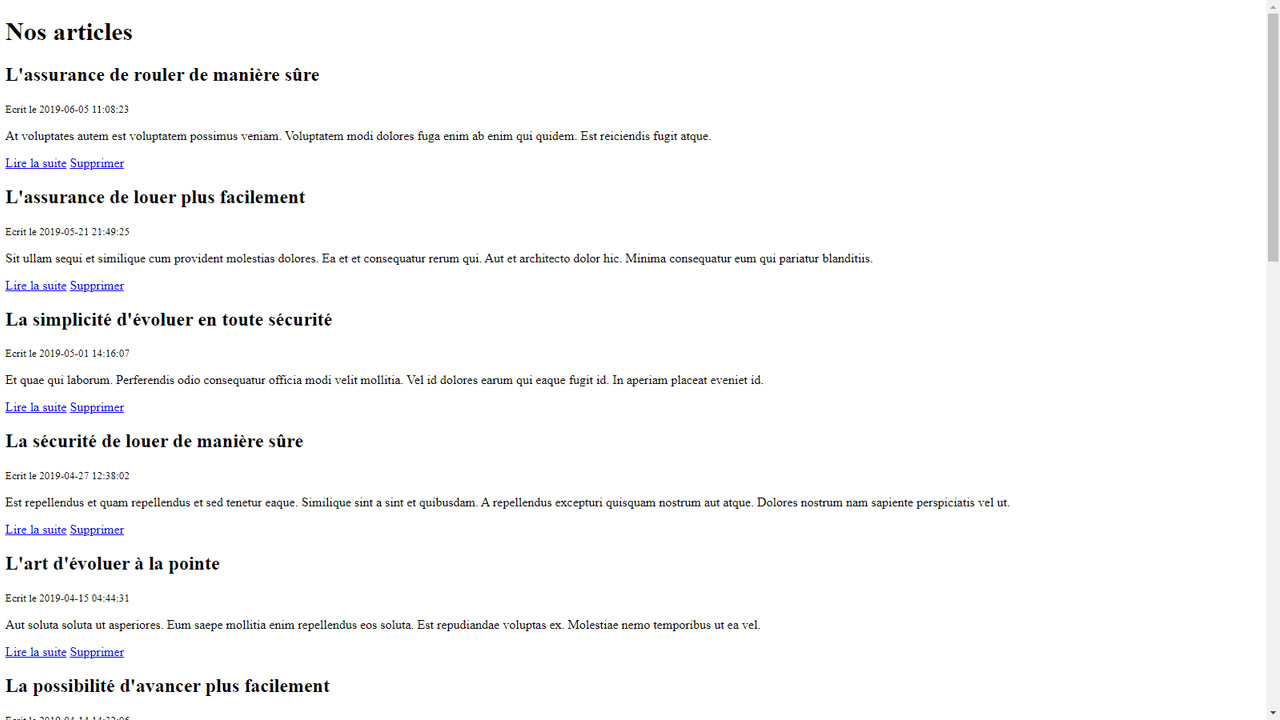 Nos articles
L'assurance de rouler de manière sûre
Ecrit le 2019-06-05 11:08:23
At voluptates autem est voluptatem possimus veniam. Voluptatem modi dolores fuga enim ab enim qui quidem. Est reiciendis fugit atque.
Lire la suite Supprimer
L'assurance de louer plus facilement
Ecrit le 2019-05-21 21:49:25
Sit ullam sequi et similique cum provident molestias dolores. Ea et et consequatur rerum qui. Aut et architecto dolor hic. Minima consequatur eum qui pariatur blanditiis.
Lire la suite Supprimer
La simplicité d'évoluer en toute sécurité
Ecrit le 2019-05-01 14:16:07
Et quae qui laborum. Perferendis odio consequatur officia modi velit mollitia. Vel id dolores earum qui eaque fugit id. In aperiam placeat eveniet id.
Lire la suite Supprimer
La sécurité de louer de manière sûre
Ecrit le 2019-04-27 12:38:02
Est repellendus et quam repellendus et sed tenetur eaque. Similique sint a sint et quibusdam. A repellendus excepturi quisquam nostrum aut atque. Dolores nostrum nam sapiente perspiciatis vel ut.
Lire la suite Supprimer
L'art d'évoluer à la pointe
Ecrit le 2019-04-15 04:44:31
Aut soluta soluta ut asperiores. Eum saepe mollitia enim repellendus eos soluta. Est repudiandae voluptas ex. Molestiae nemo temporibus ut ea vel.
Lire la suite Supprimer
La possibilité d'avancer plus facilement
Ecrit le 2019-04-14